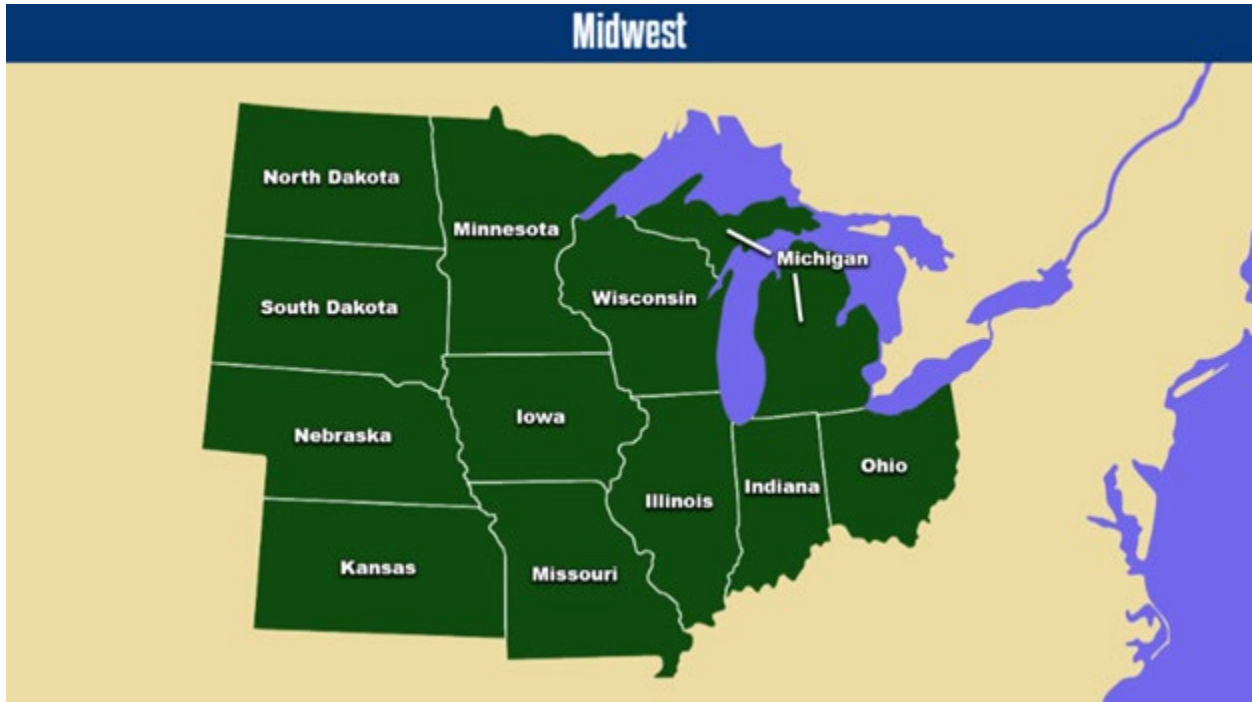 Midwest
North Dakota
Minnesota
Michigan
Wisconsin
South Dakota
Iowa
Nebraska
Ohio
Indiana
Illinois
Kansas
Missouri